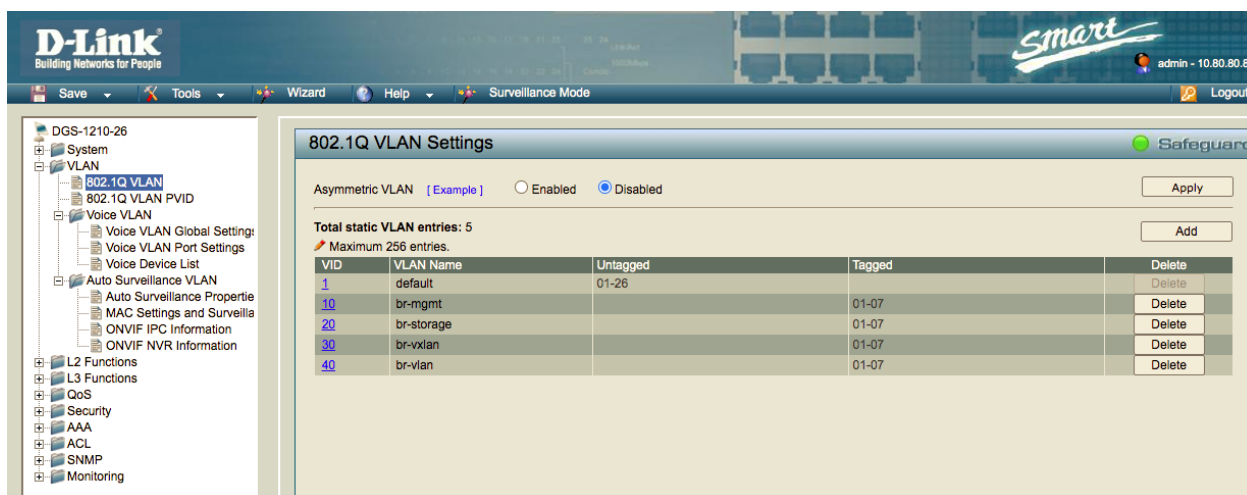 D-Link
Building Networks for People
smart
admin - 10.80.80.8
Save
Tools
Wizard
Help
Surveillance Mode
Logout
DGS-1210-26
System
VLAN
802.1Q VLAN
802.1Q VLAN PVID
Voice VLAN
Voice VLAN Global Settings
Voice VLAN Port Settings
Voice Device List
Auto Surveillance VLAN
Auto Surveillance Propertie
MAC Settings and Surveilla
ONVIF IPC Information
ONVIF NVR Information
L2 Functions
L3 Functions
QoS
Security
AAA
ACL
SNMP
Monitoring
802.1Q VLAN Settings
Safeguard
Asymmetric VLAN [ Example ] Enabled Disabled Apply
Total static VLAN entries: 5
Add
Maximum 256 entries.
VID VLAN Name Untagged Tagged Delete
1 default 01-26 Delete
10 br-mgmt 01-07 Delete
20 br-storage 01-07 Delete
30 br-vxlan 01-07 Delete
40 br-vlan 01-07 Delete